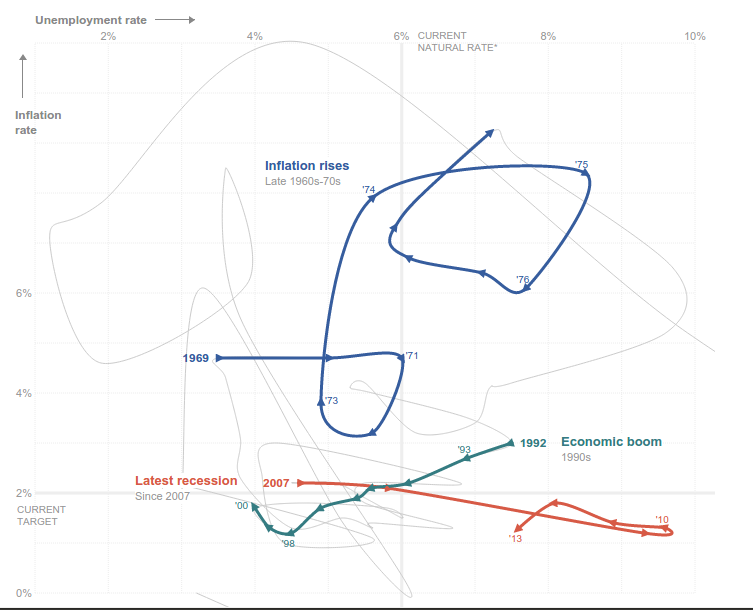 Unemployment rate
2%
4%
6%
CURRENT
NATURAL RATE*
8%
10%
Inflation
rate
Inflation rises
Late 1960s-70s
'74
'75
'76
6%
1969
'71
4%
'73
'93
1992
Economic boom
1990s
Latest recession
Since 2007
2007
2%
CURRENT
TARGET
'00
'98
'10
'13
0%